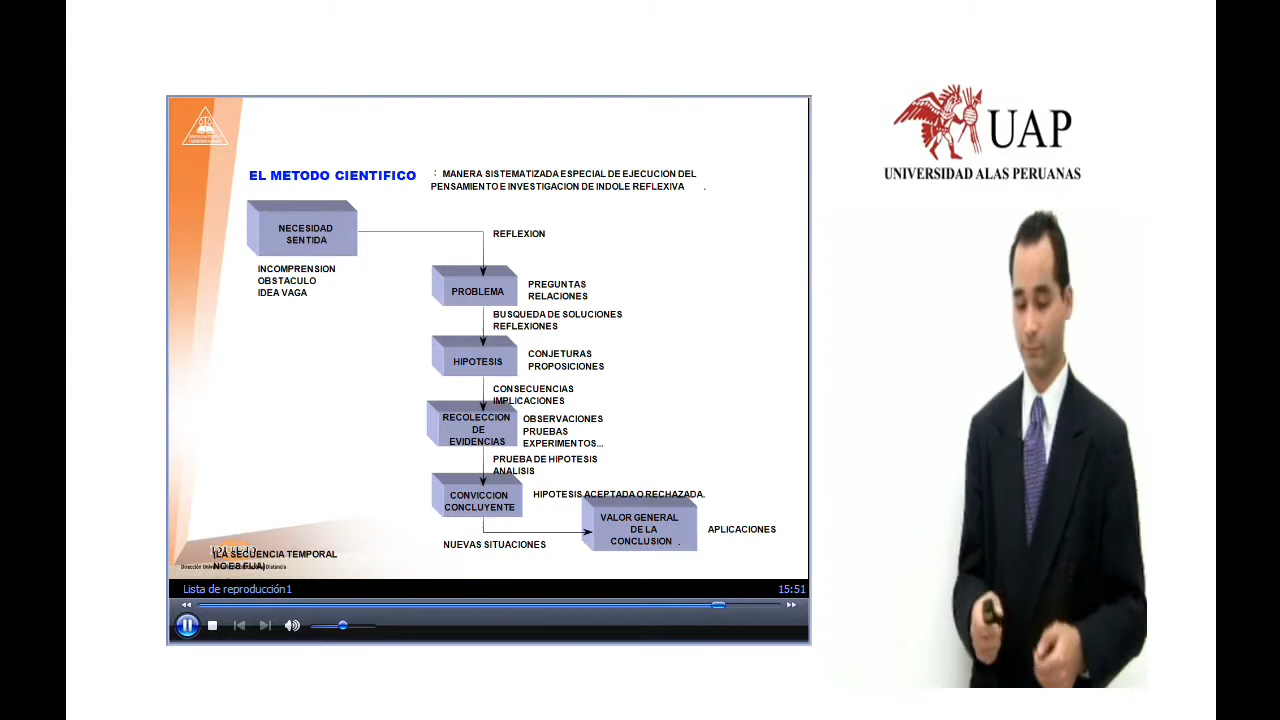 EL METODO CIENTIFICO
: MANERA SISTEMATIZADA ESPECIAL DE EJECUCION DEL
PENSAMIENTO E INVESTIGACION DE INDOLE REFLEXIVA .
NECESIDAD
SENTIDA
REFLEXION
INCOMPRENSION
OBSTACULO
IDEA VAGA
PROBLEMA
PREGUNTAS
RELACIONES
BUSQUEDA DE SOLUCIONES
REFLEXIONES
HIPOTESIS
CONJETURAS
PROPOSICIONES
CONSECUENCIAS
IMPLICACIONES
RECOLECCION
DE
EVIDENCIAS
OBSERVACIONES
PRUEBAS
EXPERIMENTOS...
PRUEBA DE HIPOTESIS
ANALISIS
CONVICCION
CONCLUYENTE
HIPOTESIS ACEPTADA O RECHAZADA.
VALOR GENERAL
DE LA
CONCLUSION .
APLICACIONES
NUEVAS SITUACIONES
(LA SECUENCIA TEMPORAL
NO ES FIJA)
Lista de reproducción1
15:51
UAP
UNIVERSIDAD ALAS PERUANAS